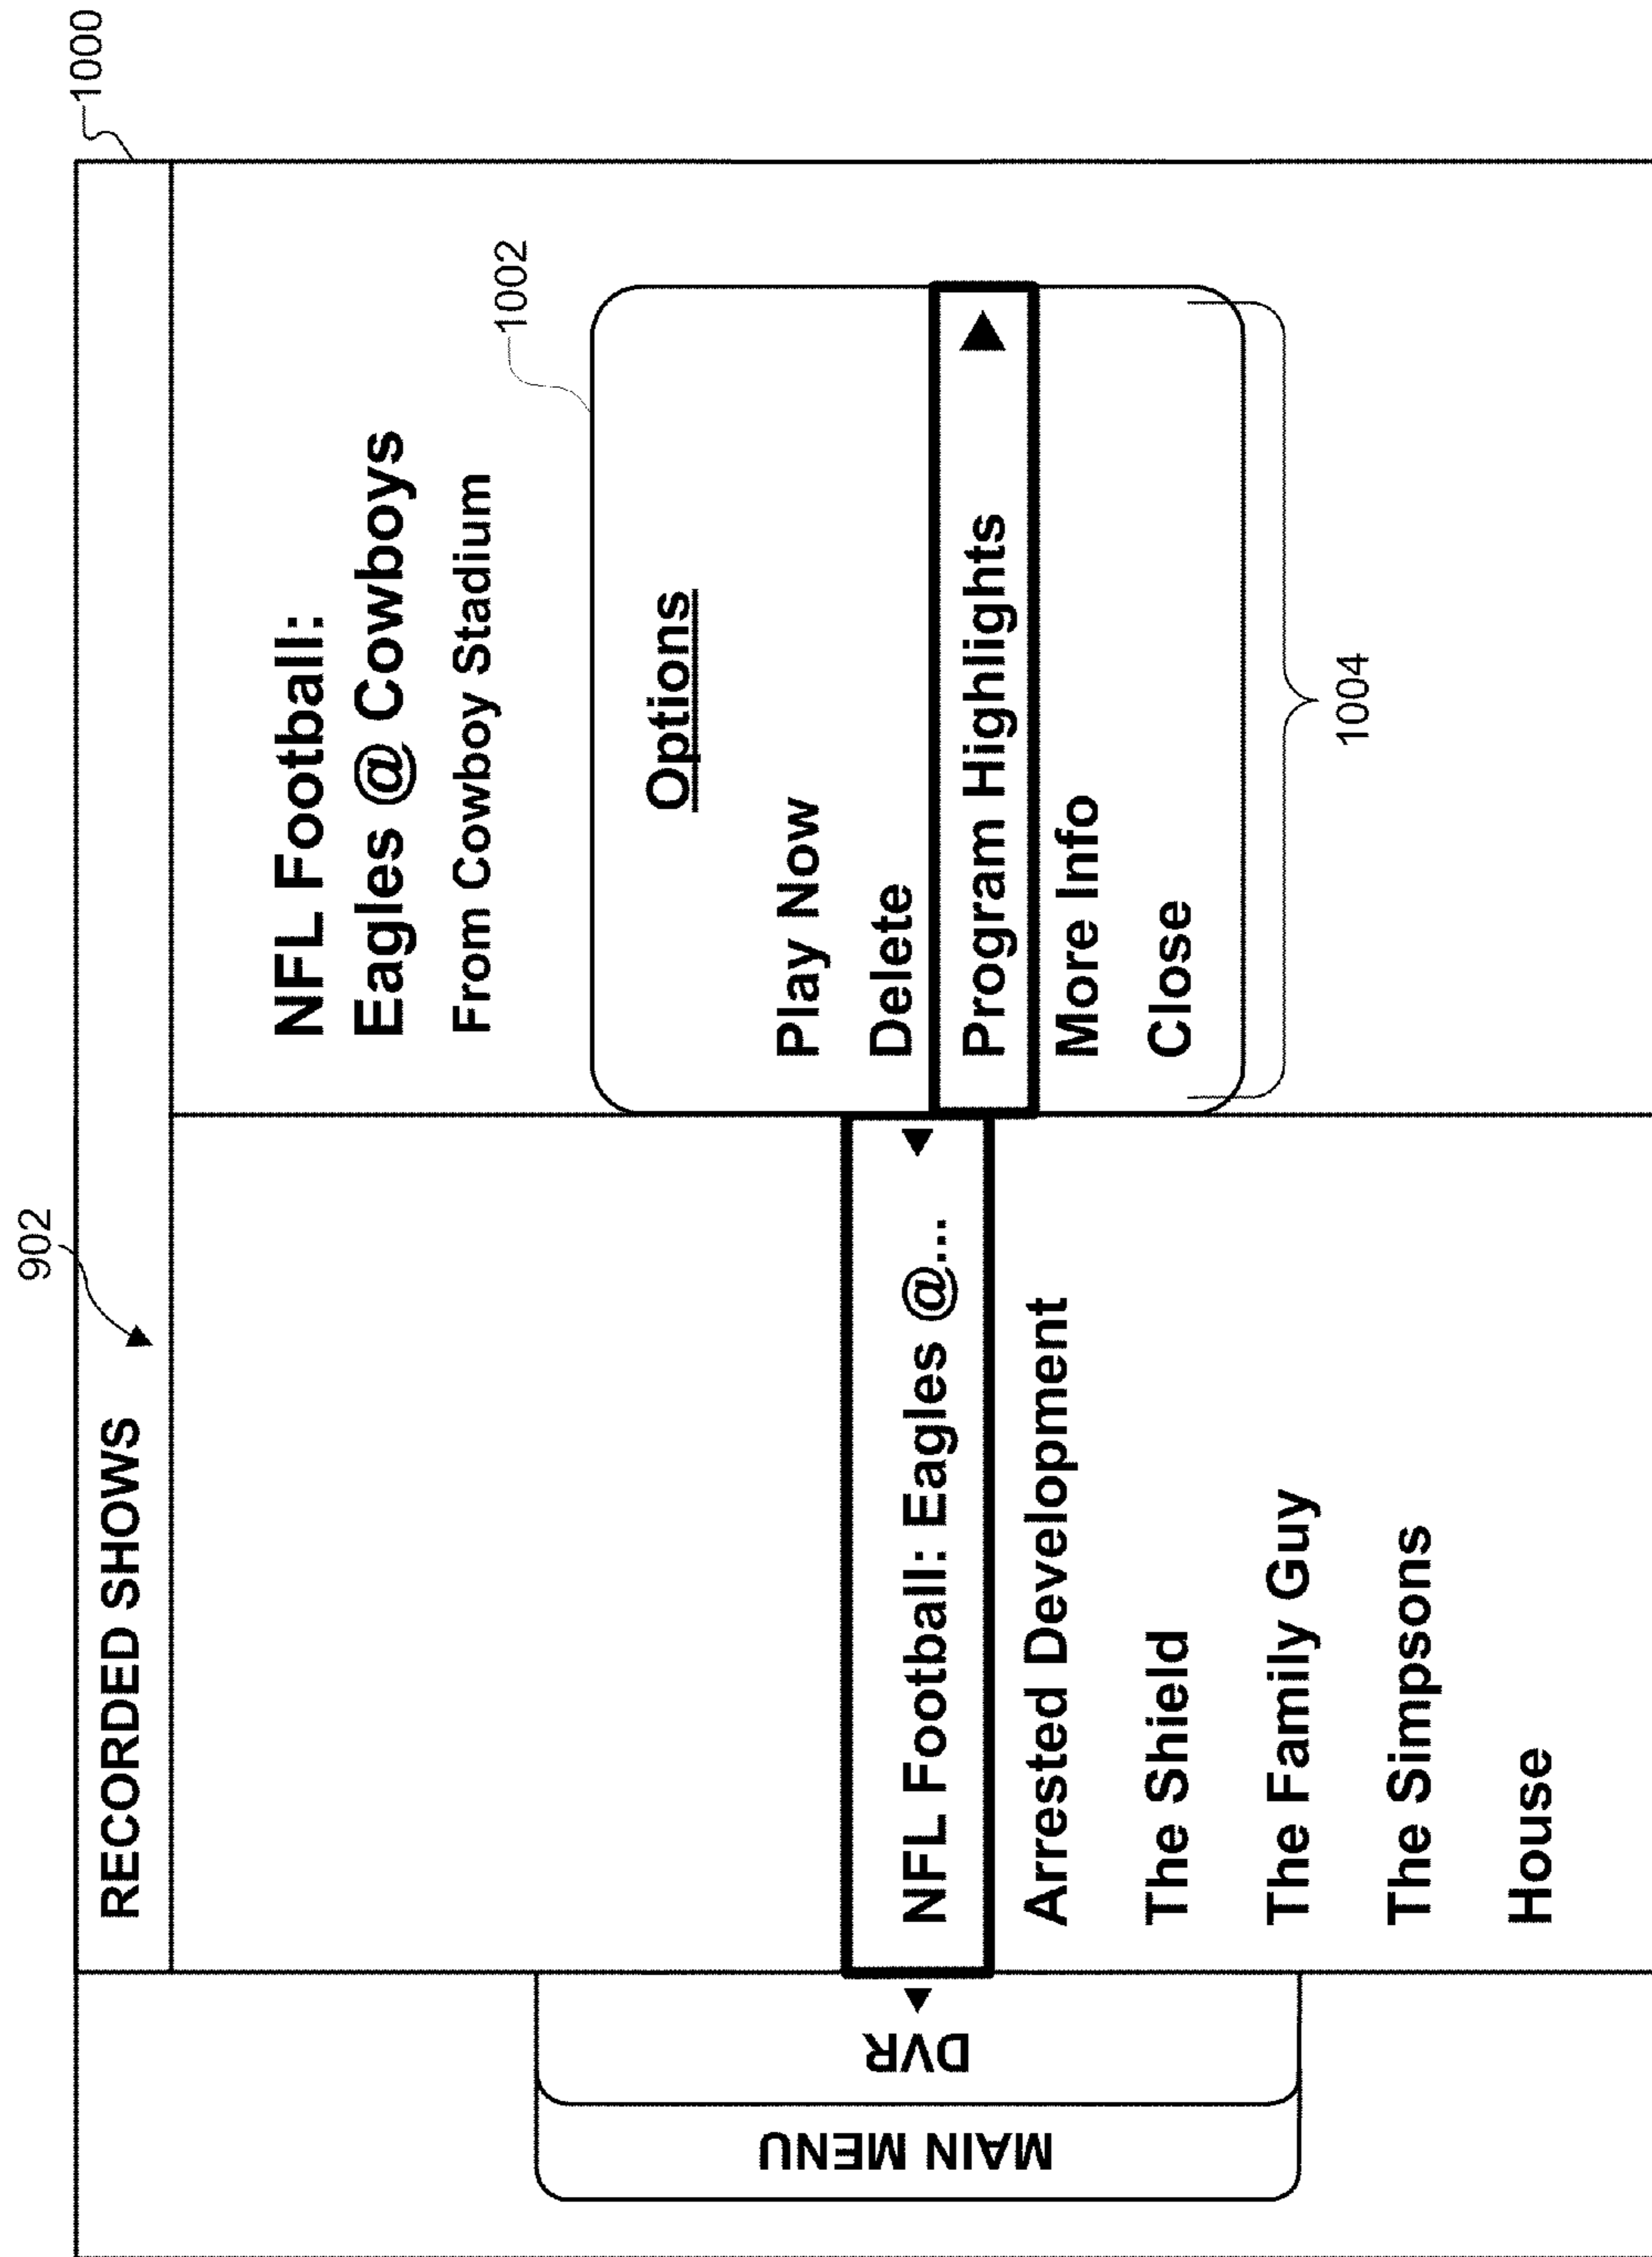 1000
902
RECORDED SHOWS
MAIN MENU
DVR
NFL Football: Eagles @...
Arrested Development
The Shield
The Family Guy
The Simpsons
House
NFL Football:
Eagles @ Cowboys
From Cowboy Stadium
1002
Options
Play Now
Delete
Program Highlights
More Info
Close
1004